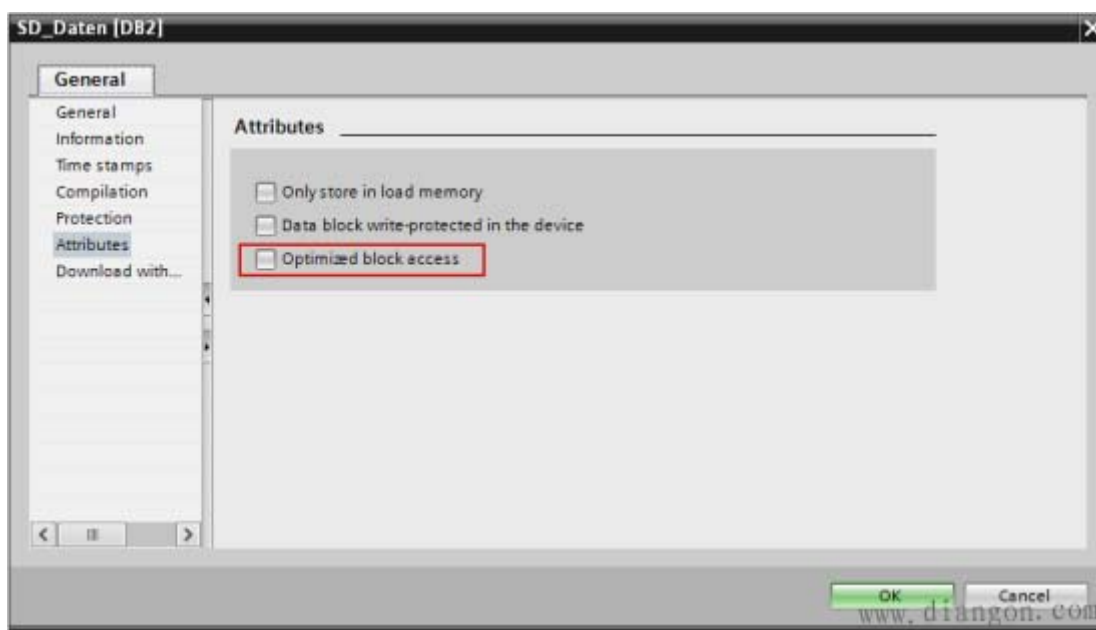 SD_Daten [DB2]
General
General
Information
Time stamps
Compilation
Protection
Attributes
Download with...
Attributes
Only store in load memory
Data block write-protected in the device
Optimized block access
OK
Cancel
www.diangon.com